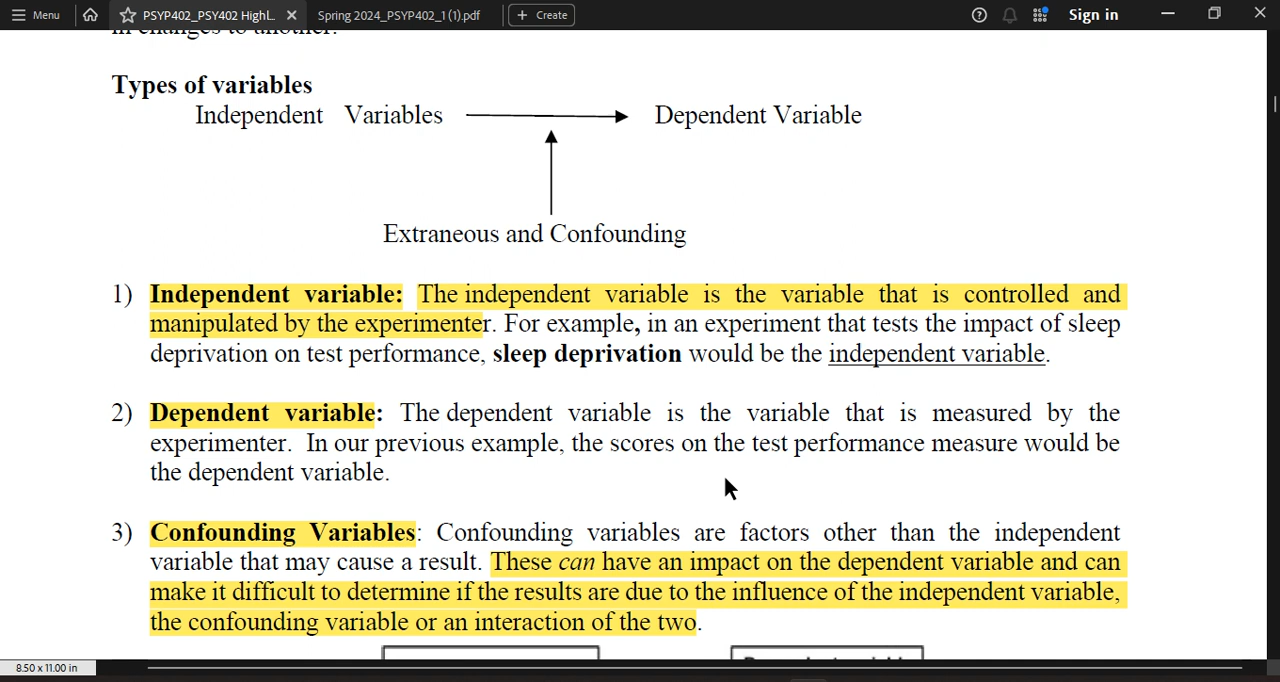 Menu PSYP402_PSY402 Highl... Spring 2024_PSYP402_1 (1).pdf + Create Sign in
in changes to another.
Types of variables
Independent Variables Dependent Variable
Extraneous and Confounding
1) Independent variable: The independent variable is the variable that is controlled and
manipulated by the experimenter. For example, in an experiment that tests the impact of sleep
deprivation on test performance, sleep deprivation would be the independent variable.
2) Dependent variable: The dependent variable is the variable that is measured by the
experimenter. In our previous example, the scores on the test performance measure would be
the dependent variable.
3) Confounding Variables: Confounding variables are factors other than the independent
variable that may cause a result. These can have an impact on the dependent variable and can
make it difficult to determine if the results are due to the influence of the independent variable,
the confounding variable or an interaction of the two.
8.50 x 11.00 in